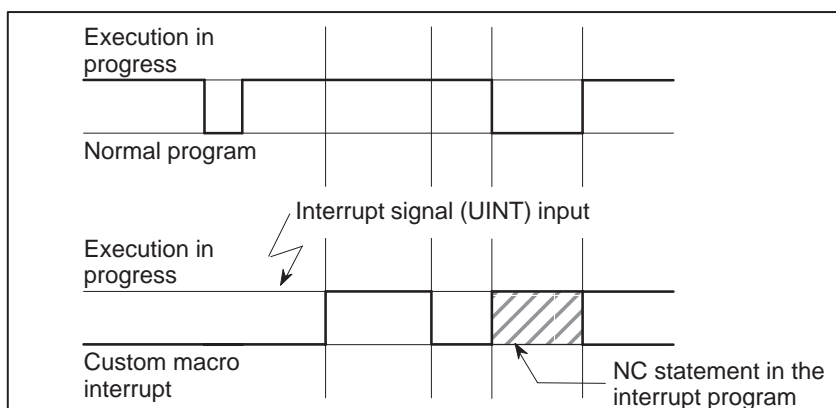 Execution in
progress
Normal program
Interrupt signal (UINT) input
Execution in
progress
Custom macro
interrupt
NC statement in the
interrupt program